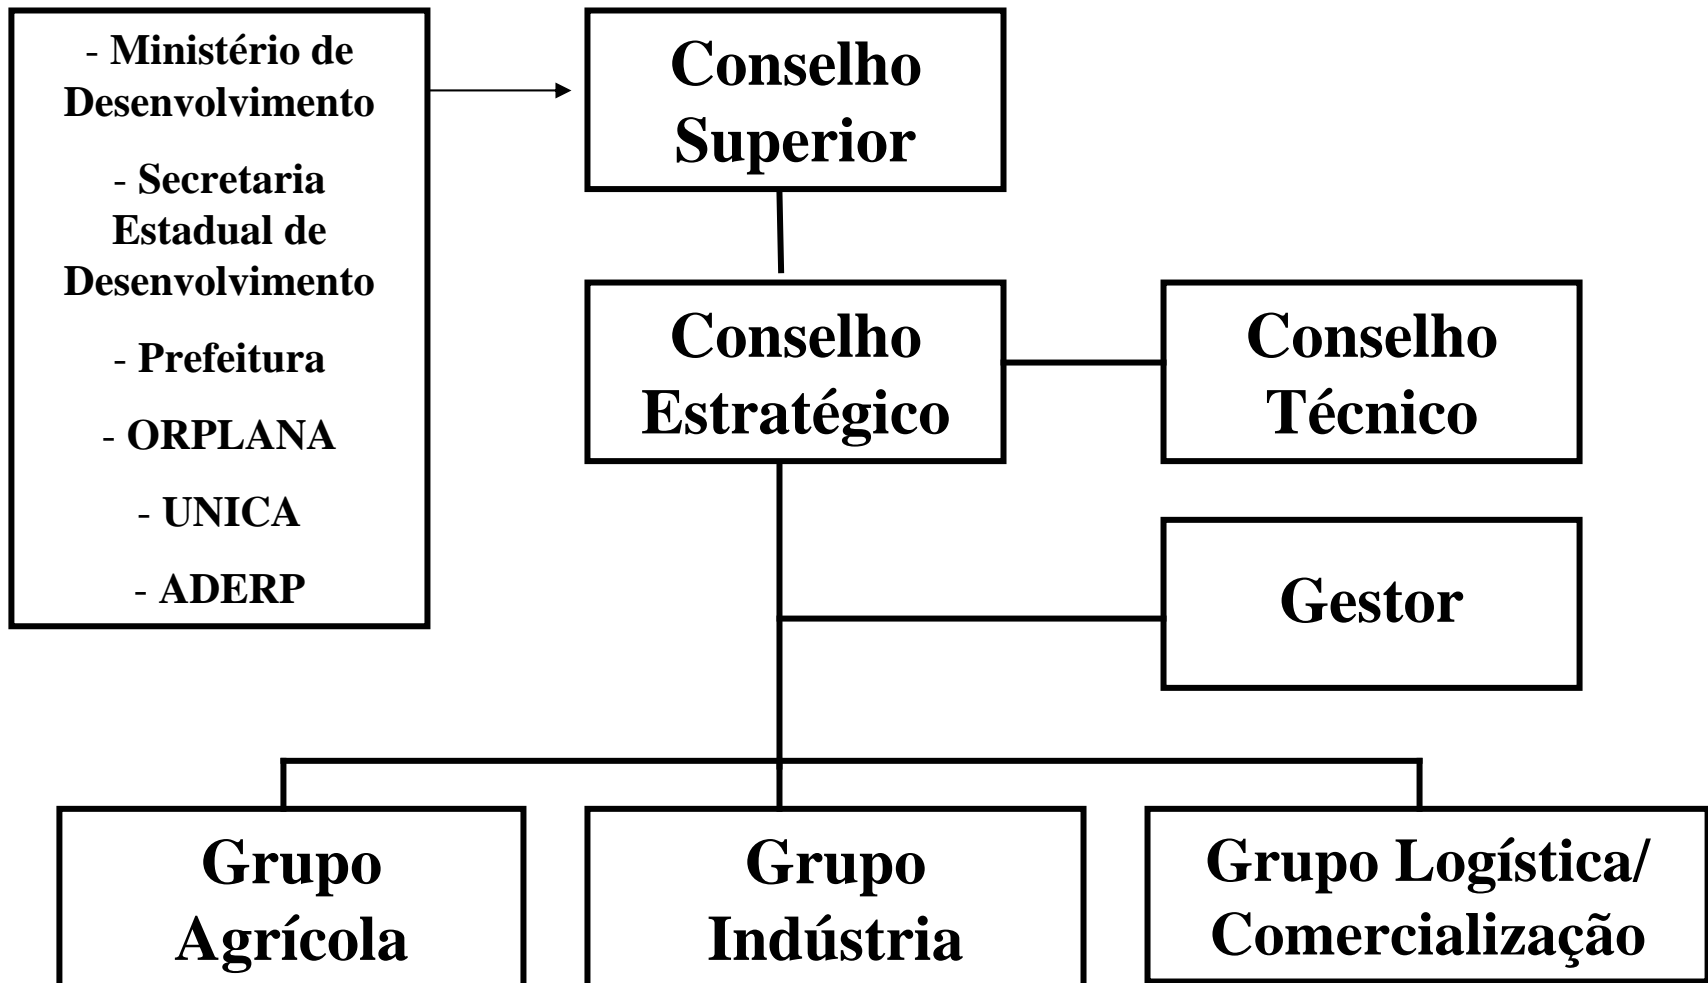 - Ministério de
Desenvolvimento
- Secretaria
Estadual de
Desenvolvimento
- Prefeitura
- ORPLANA
- UNICA
- ADERP
Conselho
Superior
Conselho
Estratégico
Conselho
Técnico
Gestor
Grupo
Agrícola
Grupo
Indústria
Grupo Logística/
Comercialização